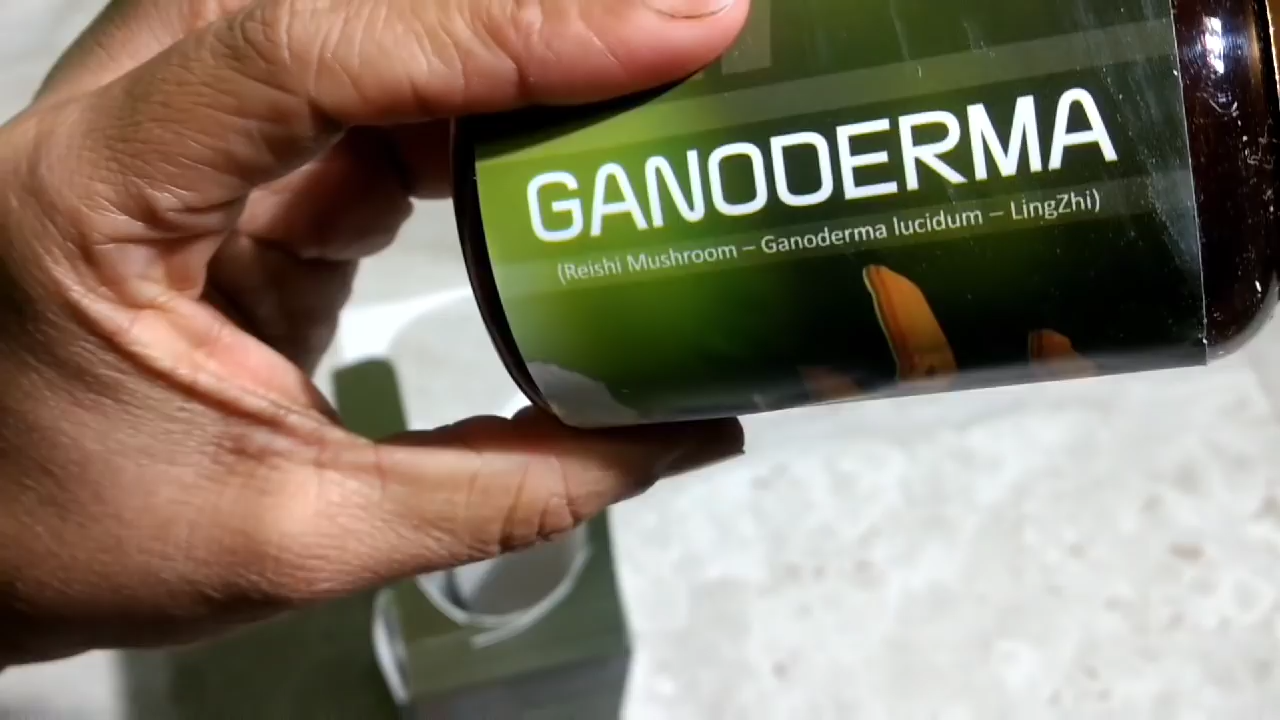 GANODERMA
(Reishi Mushroom – Ganoderma lucidum – LingZhi)